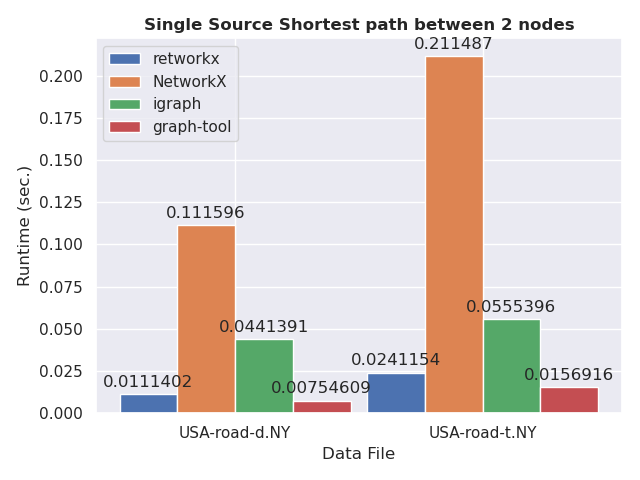 Single Source Shortest path between 2 nodes
retworkx
NetworkX
igraph
graph-tool
Runtime (sec.)
0.200
0.175
0.150
0.125
0.100
0.075
0.050
0.025
0.000
0.0111402
0.111596
0.0441391
0.00754609
0.0241154
0.211487
0.0555396
0.0156916
USA-road-d.NY
USA-road-t.NY
Data File